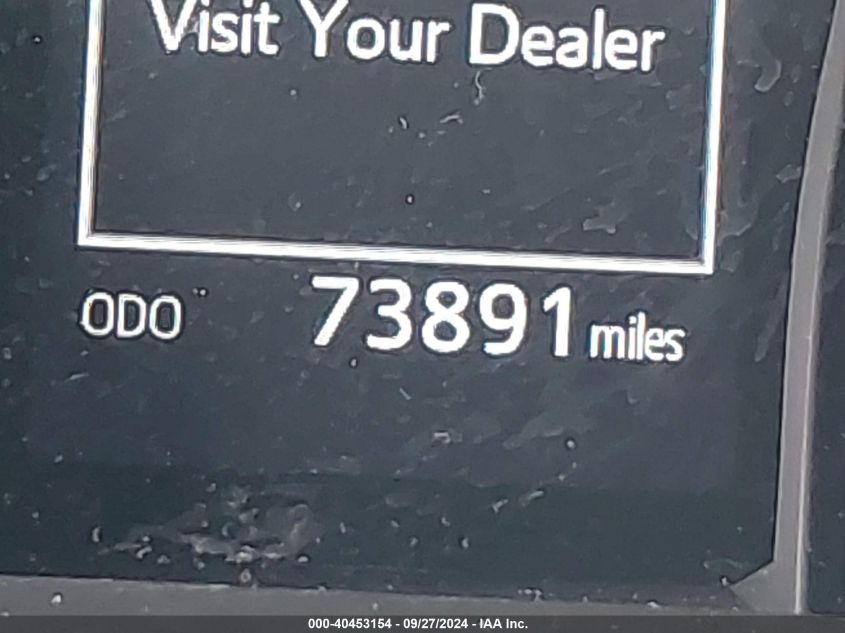 Visit Your Dealer
ODO 73891 miles
000-40453154 - 09/27/2024 - IAA Inc.